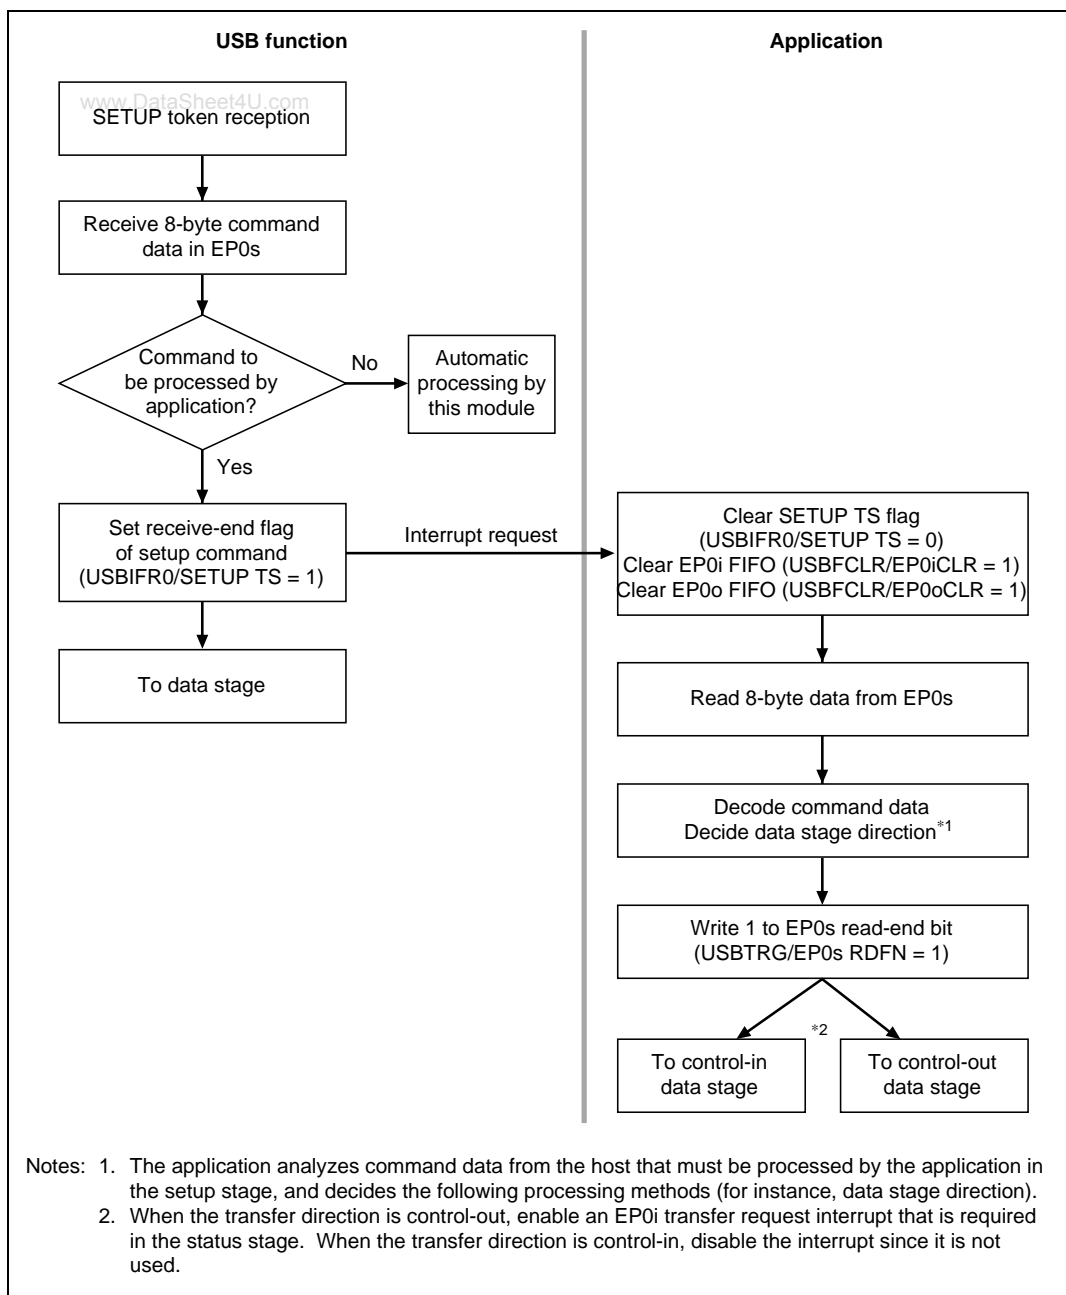 USB function
Application
www.DataSheet4U.com
SETUP token reception
Receive 8-byte command
data in EP0s
Command to
be processed by
application?
No
Automatic
processing by
this module
Yes
Set receive-end flag
of setup command
(USBIFR0/SETUP TS = 1)
Interrupt request
To data stage
Clear SETUP TS flag
(USBIFR0/SETUP TS = 0)
Clear EP0i FIFO (USBFCLR/EP0iCLR = 1)
Clear EP0o FIFO (USBFCLR/EP0oCLR = 1)
Read 8-byte data from EP0s
Decode command data
Decide data stage direction*1
Write 1 to EP0s read-end bit
(USBTRG/EP0s RDFN = 1)
*2
To control-in
data stage
To control-out
data stage
Notes: 1. The application analyzes command data from the host that must be processed by the application in
the setup stage, and decides the following processing methods (for instance, data stage direction).
2. When the transfer direction is control-out, enable an EP0i transfer request interrupt that is required
in the status stage. When the transfer direction is control-in, disable the interrupt since it is not
used.